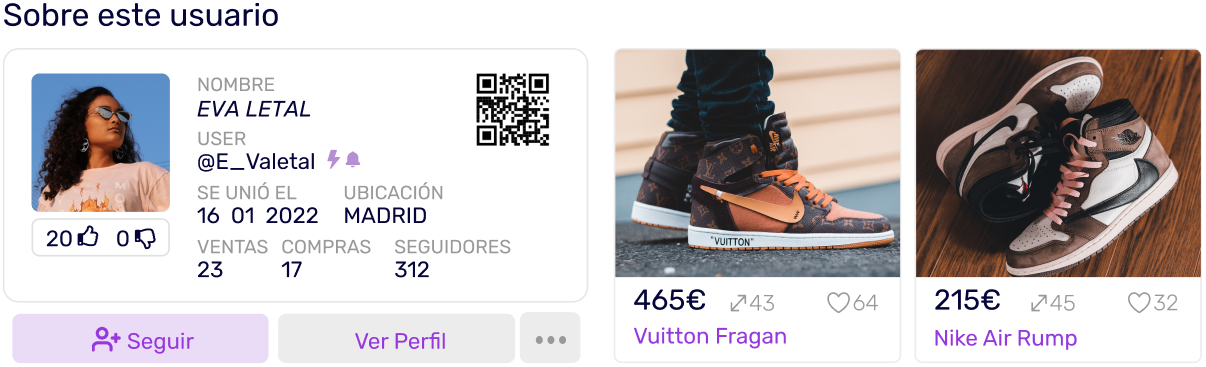 Sobre este usuario
NOMBRE
EVA LETAL
USER
@E_Valetal
SE UNIÓ EL UBICACIÓN
16 01 2022 MADRID
VENTAS COMPRAS SEGUIDORES
23 17 312
20 0
Seguir Ver Perfil
"VUITTON"
465€ 43 64
Vuitton Fragan
215€ 45 32
Nike Air Rump